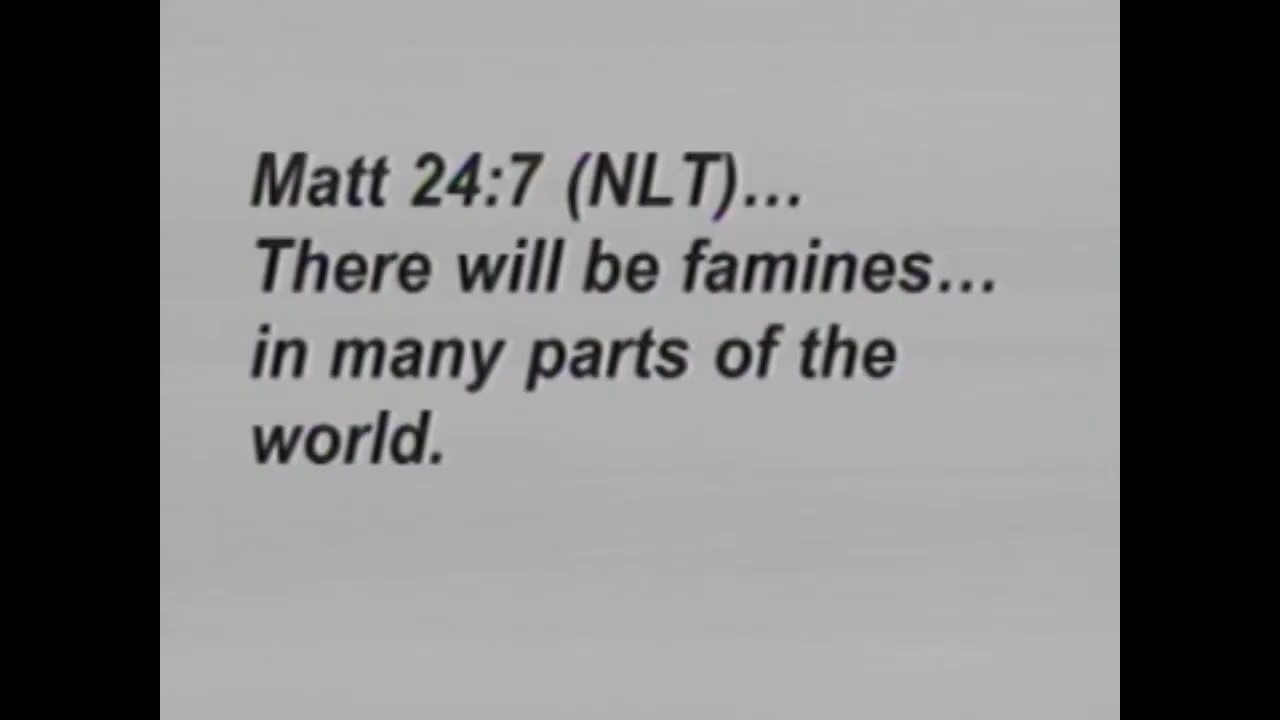 Matt 24:7 (NLT)...
There will be famines...
in many parts of the
world.